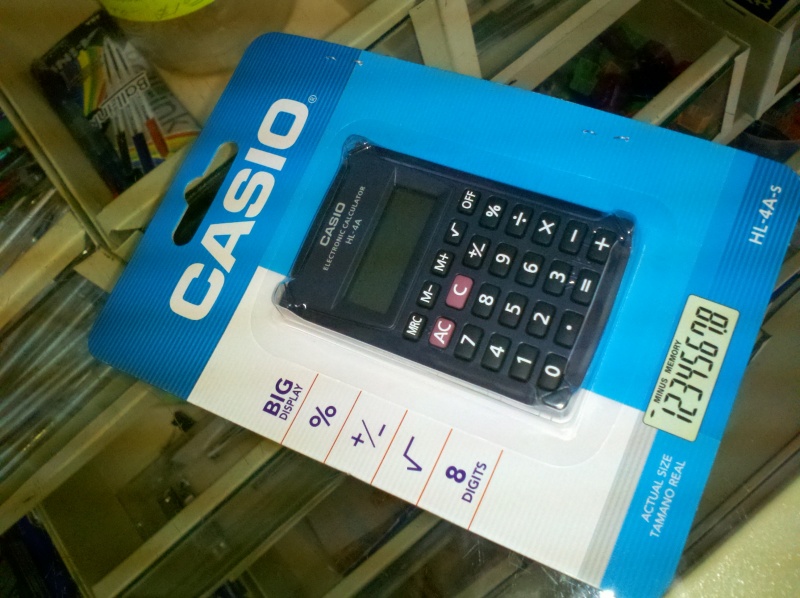 CASIO®
CASIO
ELECTRONIC CALCULATOR
HL-4A
OFF
MRC M− M+ √ %
AC C +/− ÷
7 8 9 ×
4 5 6 −
1 2 3 +
0 . =
BIG
DISPLAY
%
+/−
√
8
DIGITS
HL-4A-S
MINUS MEMORY
-12345678
ACTUAL SIZE
TAMANO REAL
Ballpoint